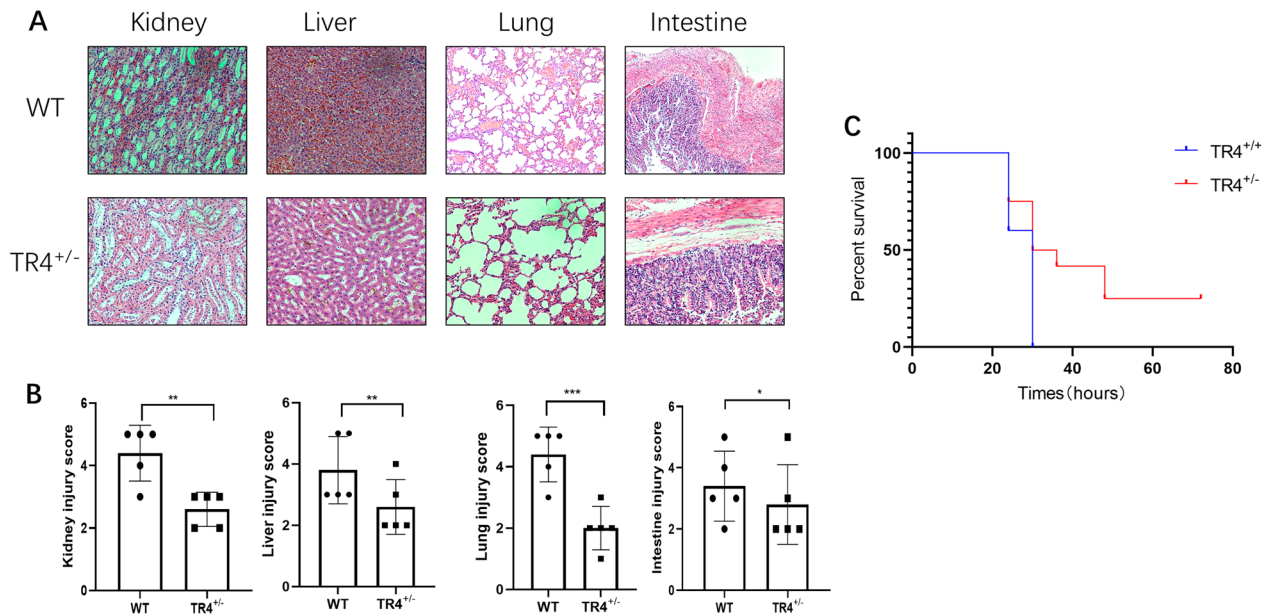 A
Kidney Liver Lung Intestine
WT
TR4+/-
C
Percent survival
100
50
0
0 20 40 60 80
Times(hours)
TR4+/+
TR4+/-
B
Kidney injury score
6
4
2
0
**
WT TR4+/-
Liver injury score
6
4
2
0
**
WT TR4+/-
Lung injury score
6
4
2
0
***
WT TR4+/-
Intestine injury score
6
4
2
0
*
WT TR4+/-